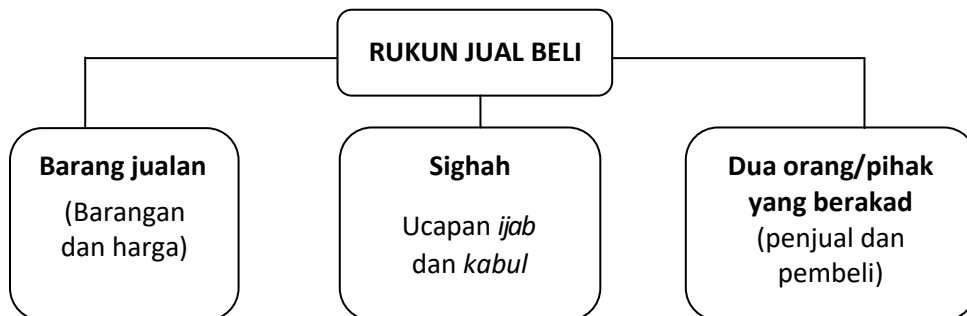 RUKUN JUAL BELI
Barang jualan
(Barangan
dan harga)
Sighah
Ucapan ijab
dan kabul
Dua orang/pihak
yang berakad
(penjual dan
pembeli)